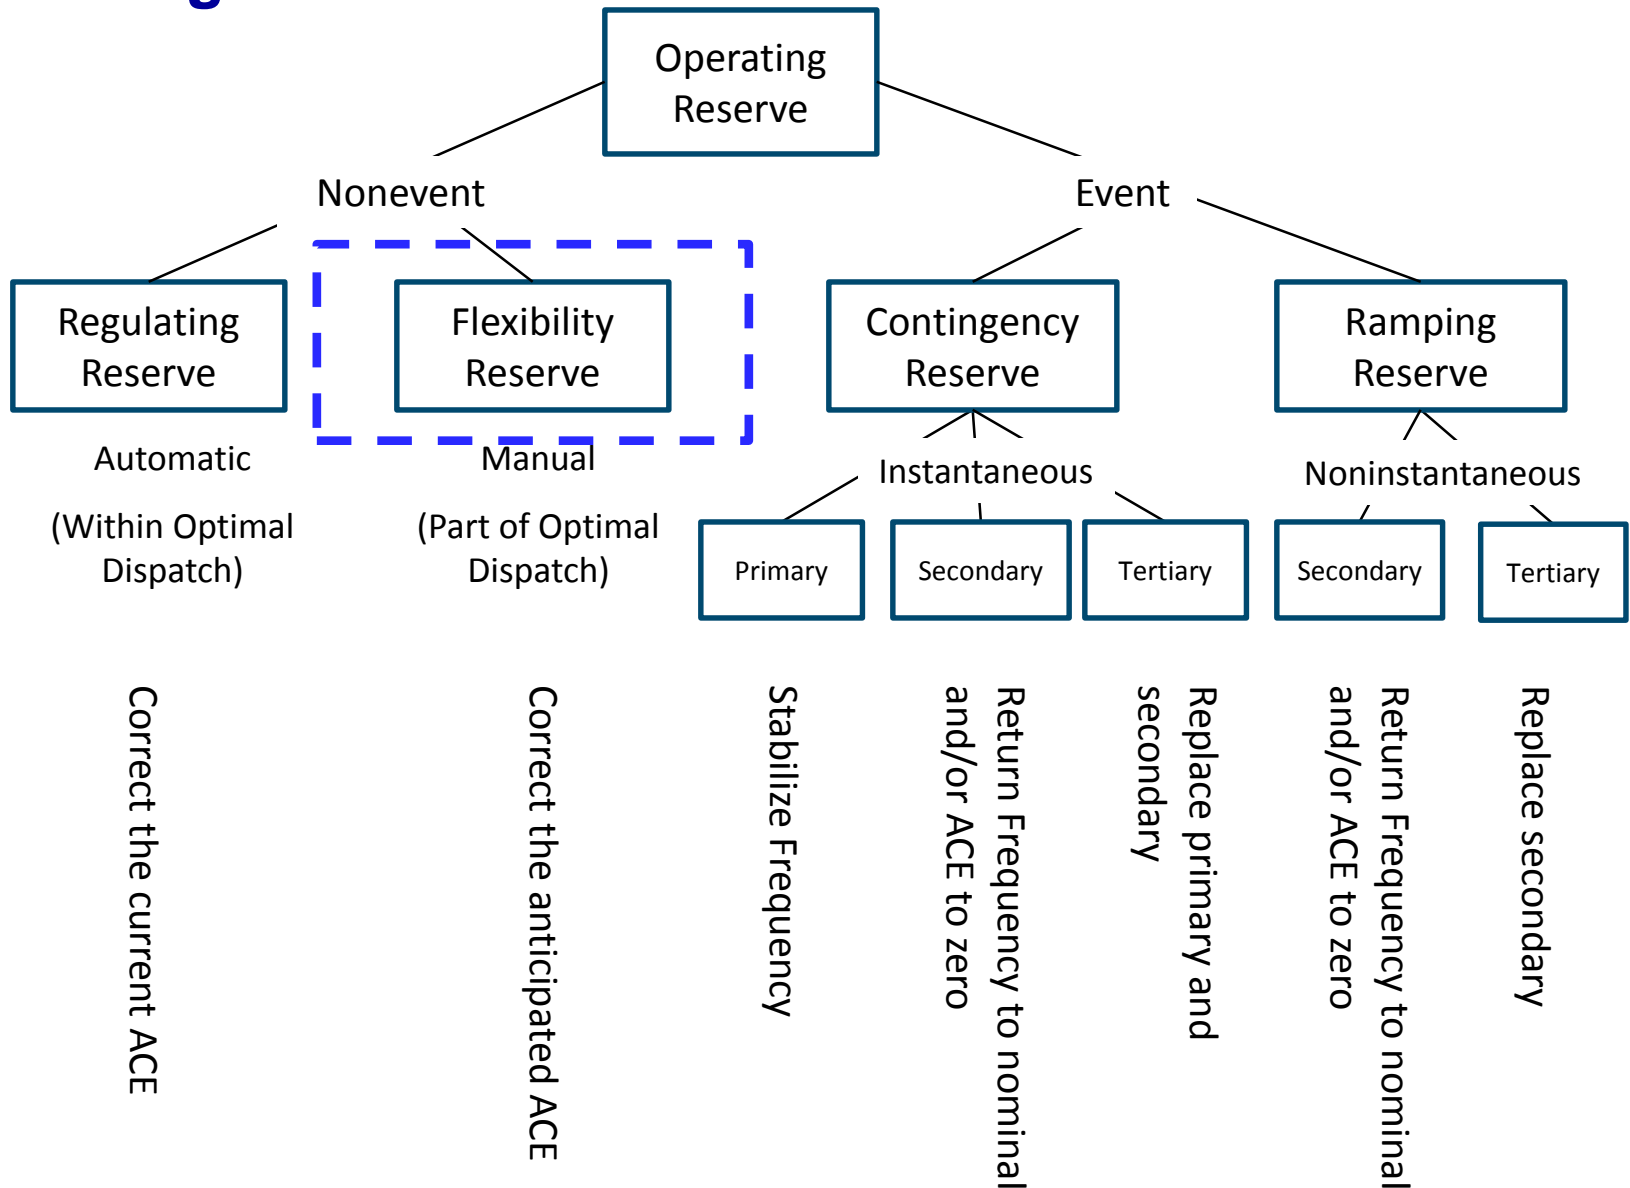 Operating
Reserve
Nonevent
Event
Regulating
Reserve
Flexibility
Reserve
Contingency
Reserve
Ramping
Reserve
Automatic
Manual
Instantaneous
Noninstantaneous
(Within Optimal
Dispatch)
(Part of Optimal
Dispatch)
Primary
Secondary
Tertiary
Secondary
Tertiary
Correct the current ACE
Correct the anticipated ACE
Stabilize Frequency
Return Frequency to nominal
and/or ACE to zero
Replace primary and
secondary
Return Frequency to nominal
and/or ACE to zero
Replace secondary